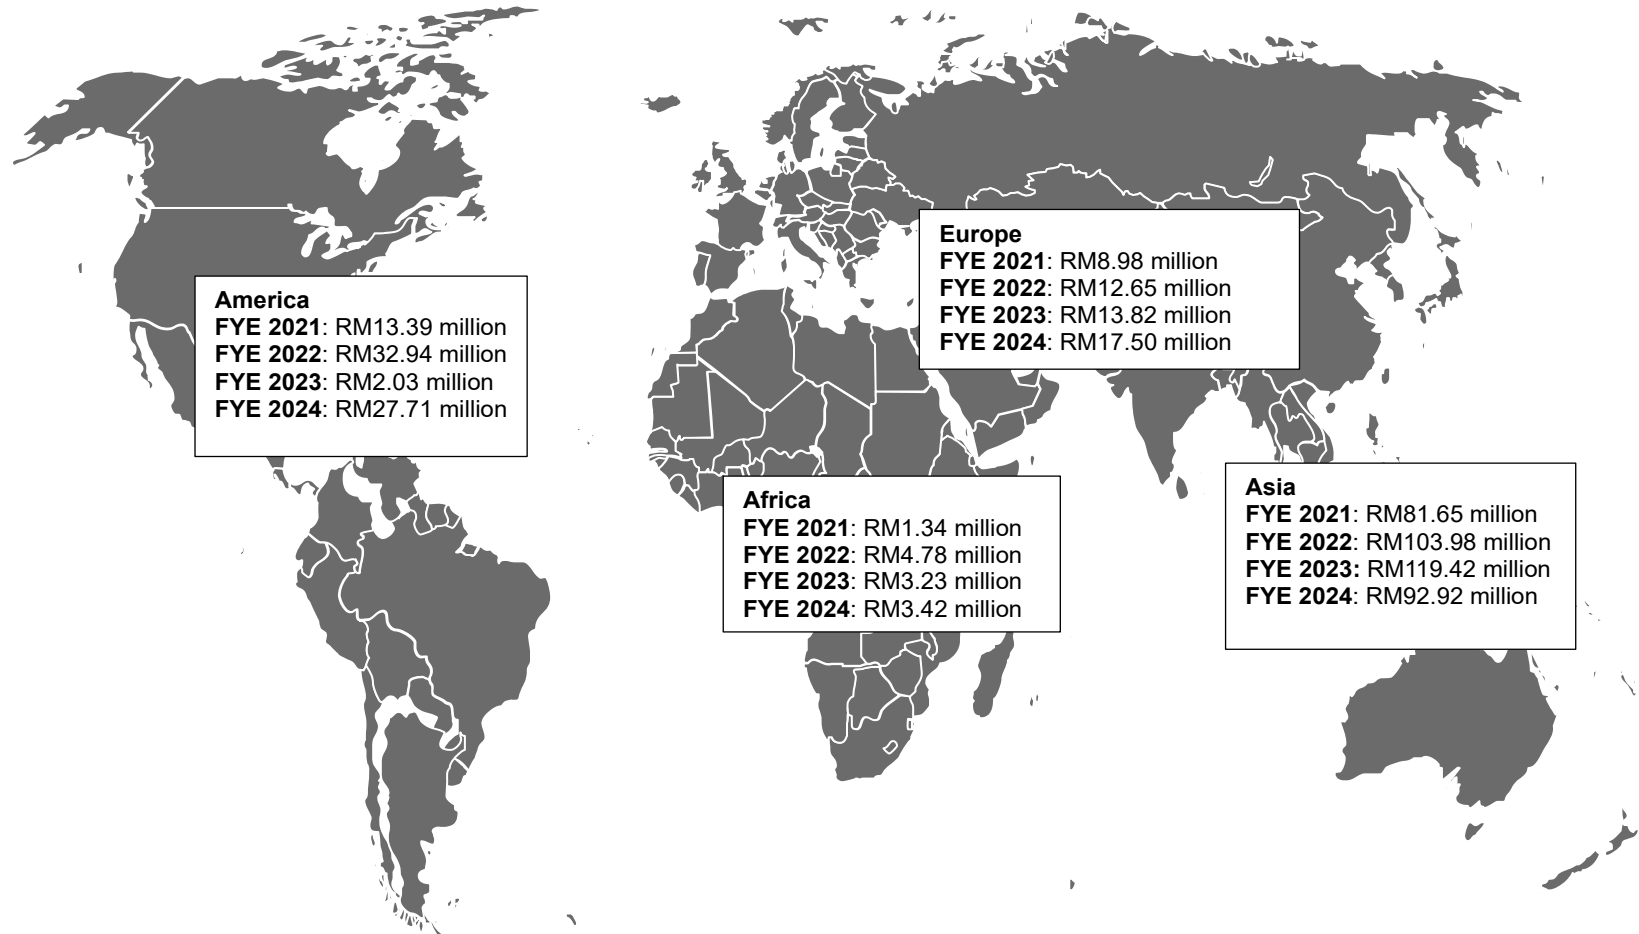 America
FYE 2021: RM13.39 million
FYE 2022: RM32.94 million
FYE 2023: RM2.03 million
FYE 2024: RM27.71 million
Europe
FYE 2021: RM8.98 million
FYE 2022: RM12.65 million
FYE 2023: RM13.82 million
FYE 2024: RM17.50 million
Africa
FYE 2021: RM1.34 million
FYE 2022: RM4.78 million
FYE 2023: RM3.23 million
FYE 2024: RM3.42 million
Asia
FYE 2021: RM81.65 million
FYE 2022: RM103.98 million
FYE 2023: RM119.42 million
FYE 2024: RM92.92 million